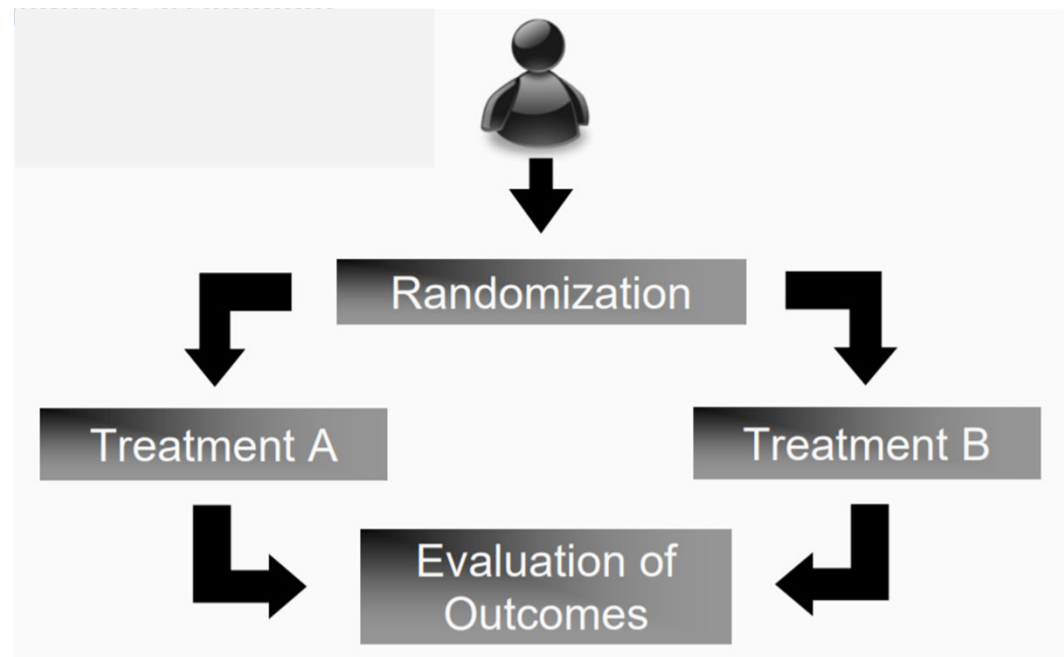 Randomization
Treatment A
Treatment B
Evaluation of
Outcomes